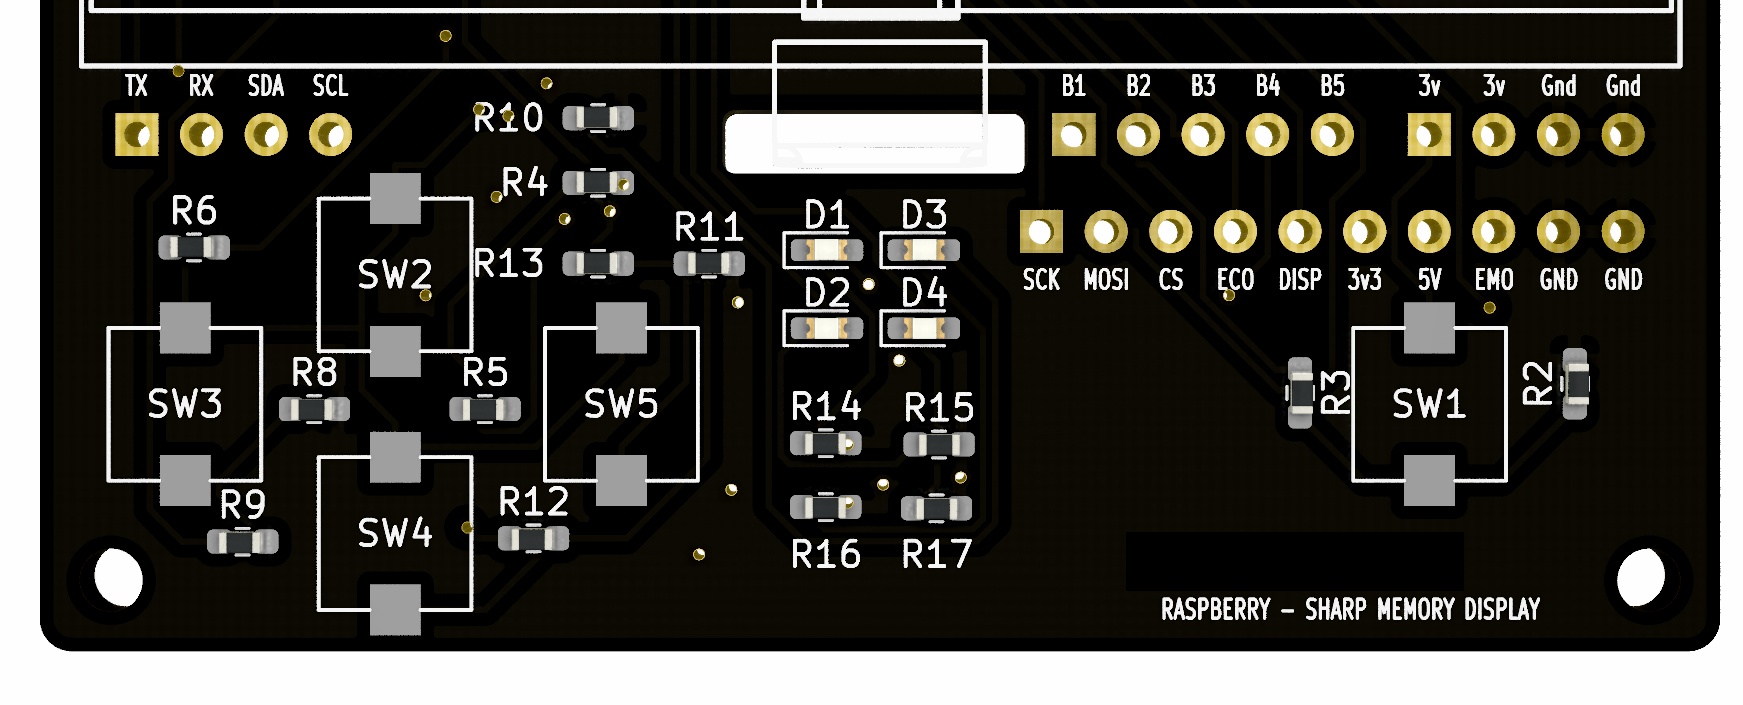 TX RX SDA SCL
B1 B2 B3 B4 B5
3v 3v Gnd Gnd
R10
R4
R6
R13
R11
D1 D3
D2 D4
SCK MOSI CS ECO DISP 3v3 5V EMO GND GND
SW2
SW3
R8
R5
SW5
R14 R15
R3
SW1
R2
R9
SW4
R12
R16 R17
RASPBERRY - SHARP MEMORY DISPLAY